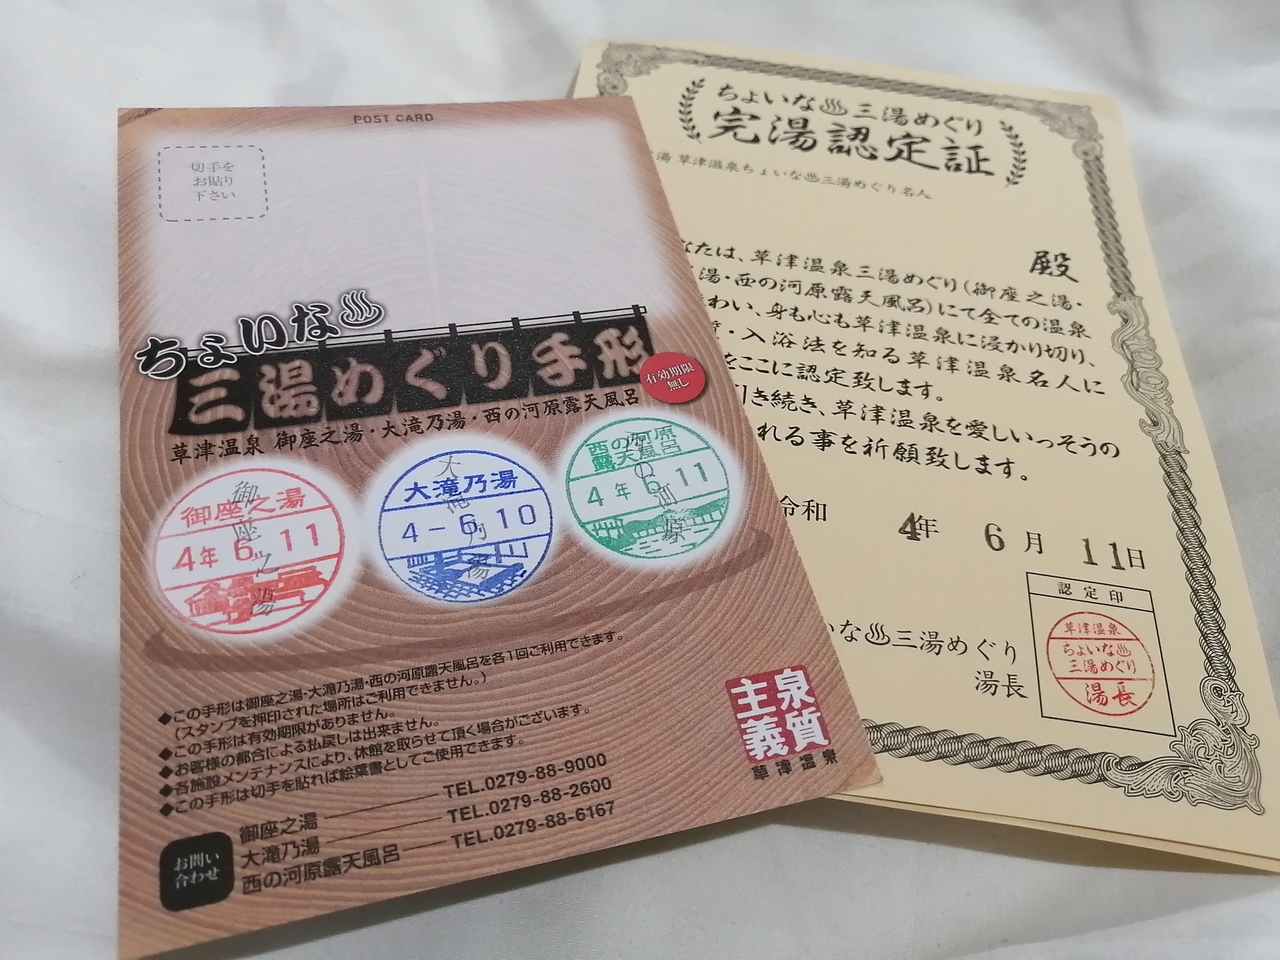 POST CARD
切手を
お貼り
下さい
ちょいな♨
三湯めぐり手形
有効期限
無し
草津温泉 御座之湯・大滝乃湯・西の河原露天風呂
御座之湯
4年 6. 11
御座之湯
大滝乃湯
4-6. 10
大滝乃湯
西の河原
露天風呂
4年 6. 11
西の河原
◆この手形は御座之湯・大滝乃湯・西の河原露天風呂を各1回ご利用できます。
(スタンプを押印された場所はご利用できません。)
◆この手形は有効期限がありません。
◆お客様の都合による払戻しは出来ません。
◆各施設メンテナンスにより、休館を取らせて頂く場合がございます。
◆この手形は切手を貼れば絵葉書としてご使用できます。
お問い
合わせ
御座之湯 TEL.0279-88-9000
大滝乃湯 TEL.0279-88-2600
西の河原露天風呂 TEL.0279-88-6167
泉質
主義
草津温泉
ちょいな♨三湯めぐり
完湯認定証
湯 草津温泉ちょいな♨三湯めぐり名人
殿
なたは、草津温泉三湯めぐり(御座之湯・
湯・西の河原露天風呂)にて全ての温泉
わい、身も心も草津温泉に浸かり切り、
・入浴法を知る草津温泉名人に
をここに認定致します。
引き続き、草津温泉を愛しいっそうの
れる事を祈願致します。
令和 4年 6月 11日
いな♨三湯めぐり
湯長
認定印
草津温泉
ちょいな♨
三湯めぐり
湯長